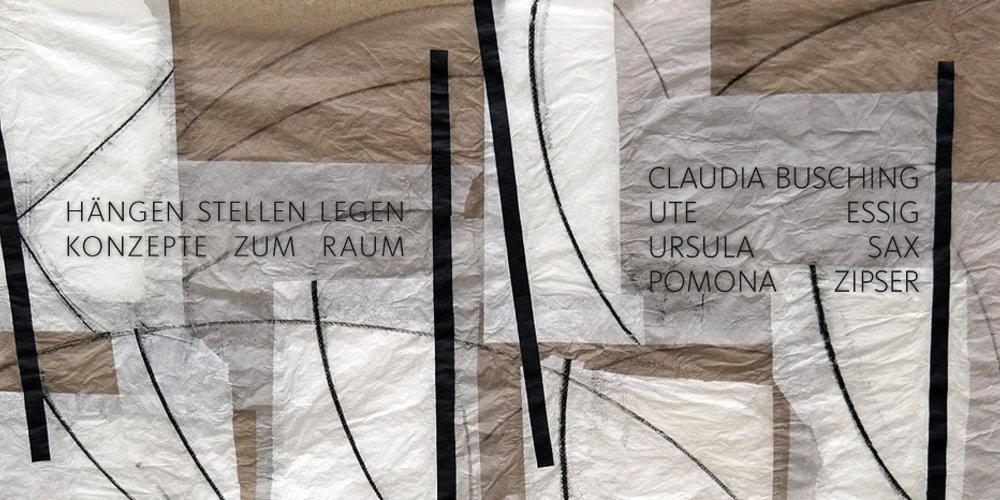 HÄNGEN STELLEN LEGEN
KONZEPTE ZUM RAUM
CLAUDIA BUSCHING
UTE ESSIG
URSULA SAX
POMONA ZIPSER